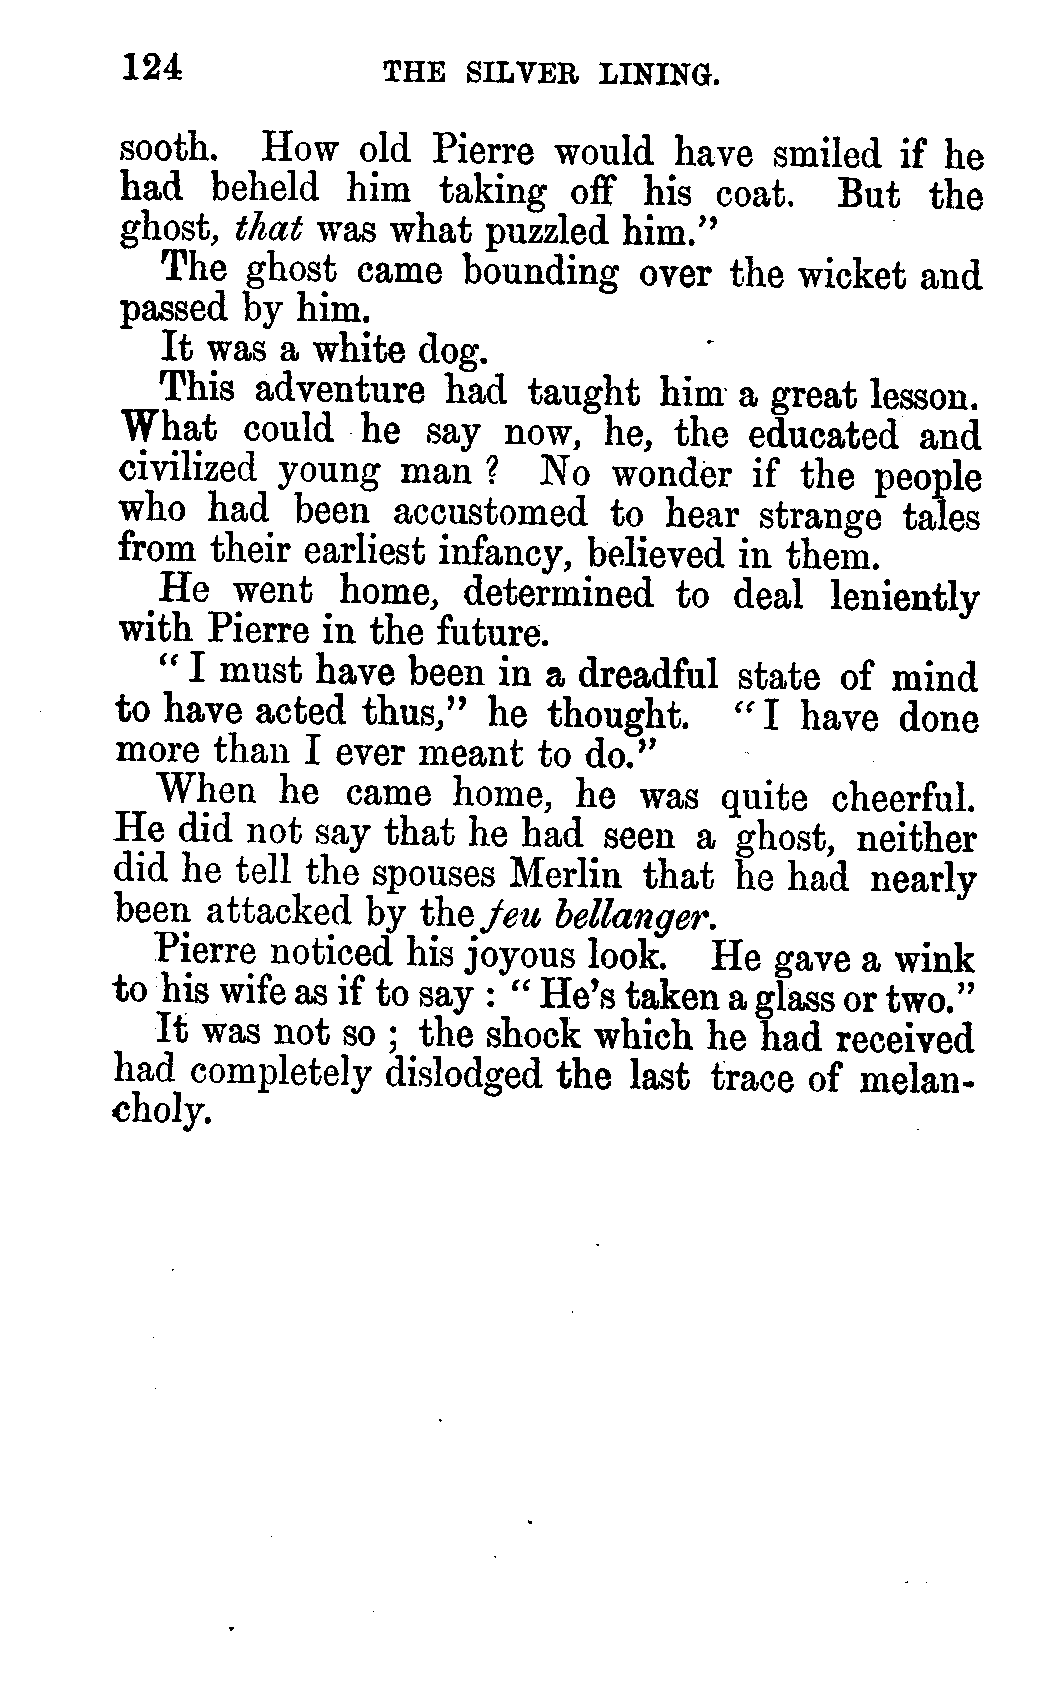 124 THE SILVER LINING.
sooth. How old Pierre would have smiled if he
had beheld him taking off his coat. But the
ghost, that was what puzzled him."
The ghost came bounding over the wicket and
passed by him.
It was a white dog.
This adventure had taught him a great lesson.
What could he say now, he, the educated and
civilized young man ? No wonder if the people
who had been accustomed to hear strange tales
from their earliest infancy, believed in them.
He went home, determined to deal leniently
with Pierre in the future.
" I must have been in a dreadful state of mind
to have acted thus," he thought. "I have done
more than I ever meant to do."
When he came home, he was quite cheerful.
He did not say that he had seen a ghost, neither
did he tell the spouses Merlin that he had nearly
been attacked by the feu bellanger.
Pierre noticed his joyous look. He gave a wink
to his wife as if to say : " He's taken a glass or two."
It was not so ; the shock which he had received
had completely dislodged the last trace of melan-
choly.